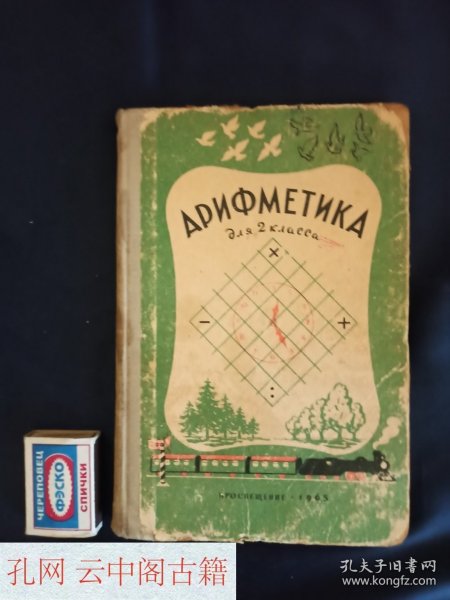 АРИФМЕТИКА
для 2 класса
×
− +
:
ПРОСВЕЩЕНИЕ · 1965
ЧЕРЕПОВЕЦ
ФЭСКО
СПИЧКИ
孔网 云中阁古籍
孔夫子旧书网
www.kongfz.com